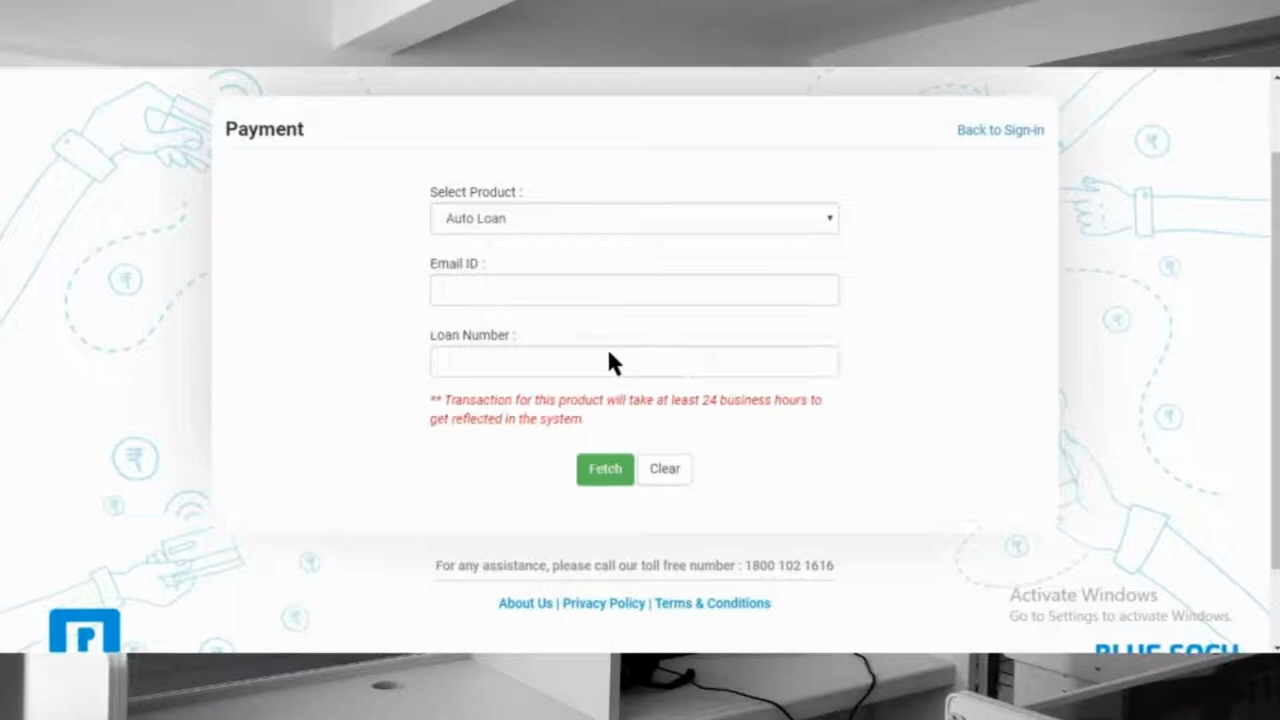 Payment
Back to Sign-in
Select Product :
Auto Loan
Email ID :
Loan Number :
** Transaction for this product will take at least 24 business hours to
get reflected in the system.
Fetch
Clear
For any assistance, please call our toll free number : 1800 102 1616
About Us | Privacy Policy | Terms & Conditions
Activate Windows
Go to Settings to activate Windows.